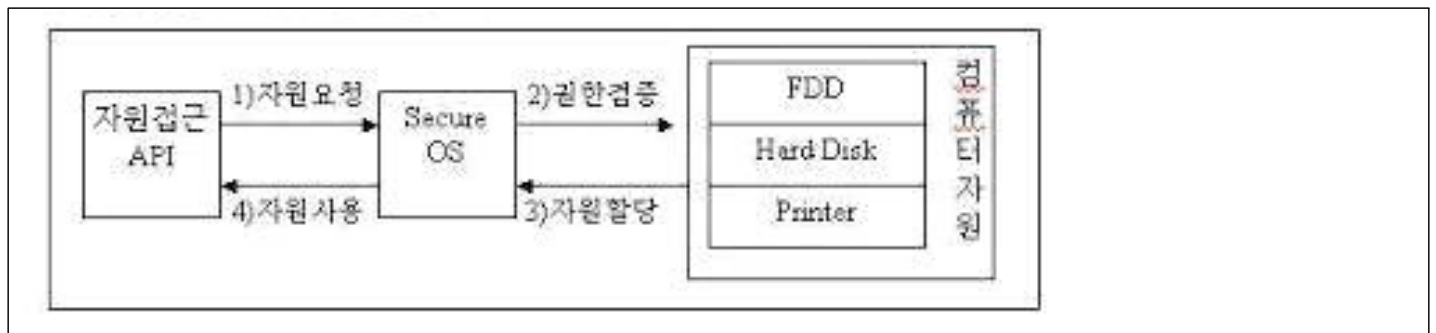 자원접근
API
1)자원요청
4)자원사용
Secure
OS
2)권한검증
3)자원할당
FDD
Hard Disk
Printer
컴퓨터자원